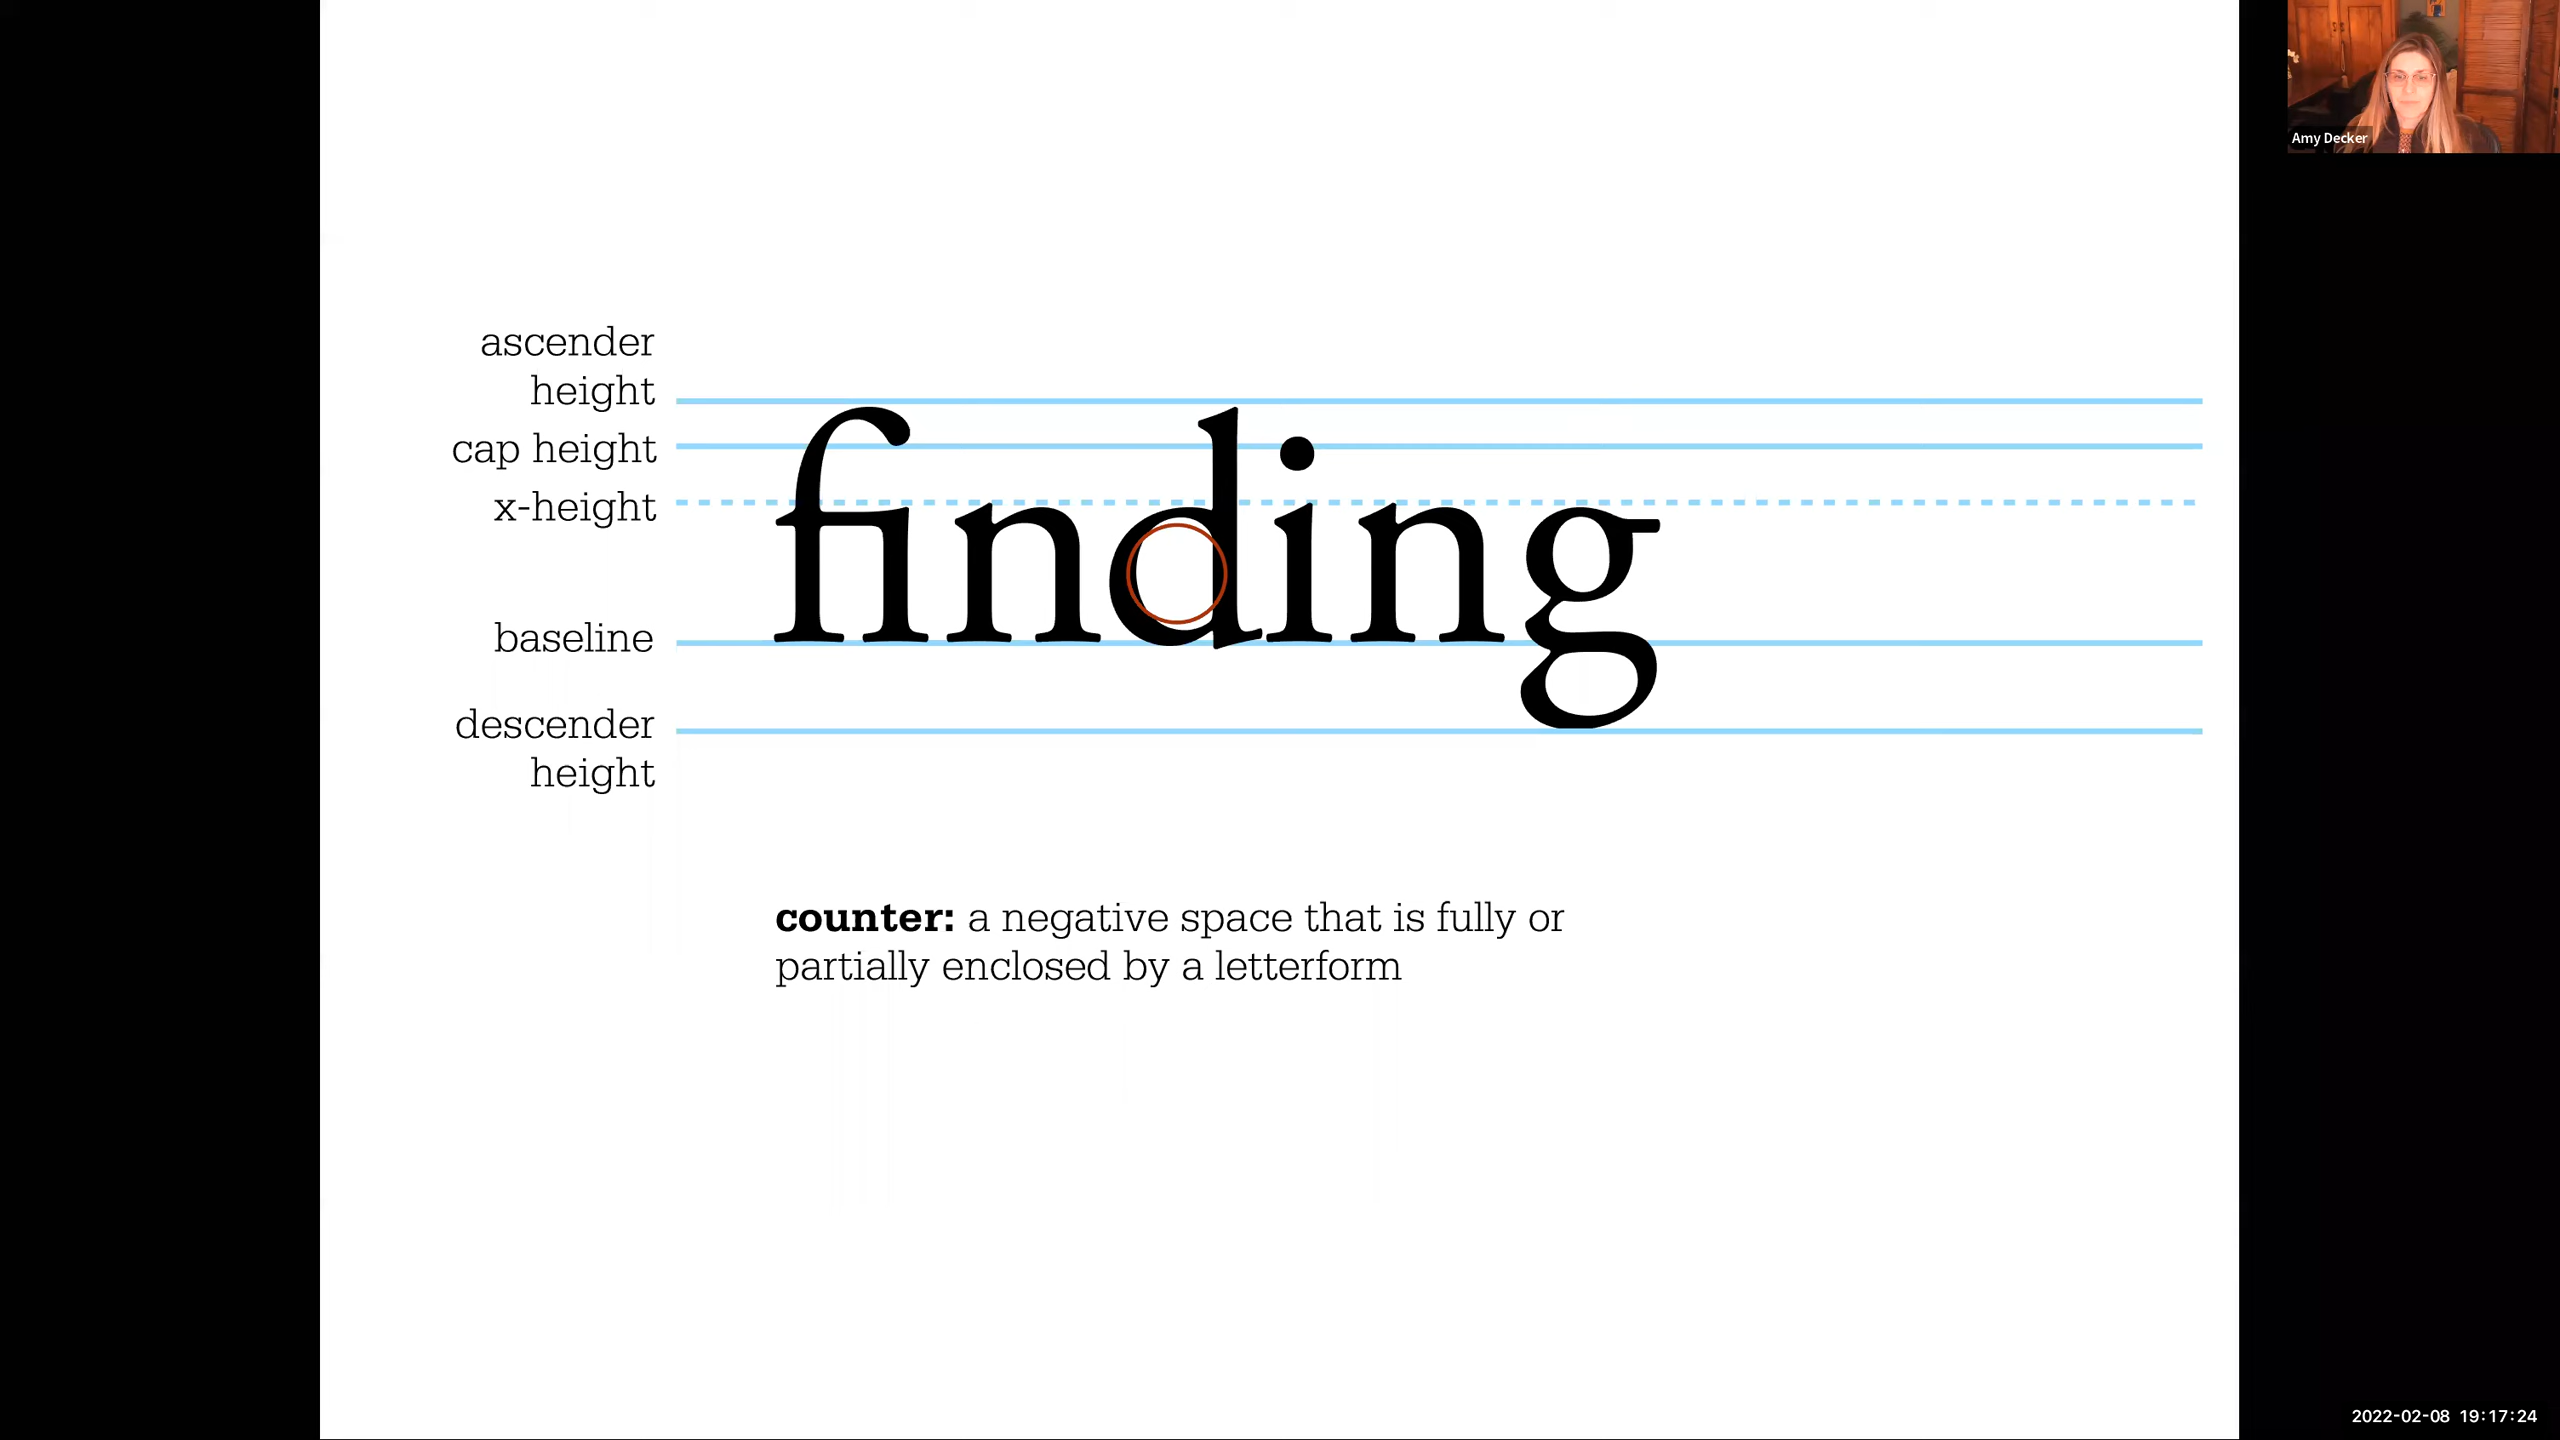 Amy Decker
ascender
height
cap height
x-height
baseline
descender
height
finding
counter: a negative space that is fully or
partially enclosed by a letterform
2022-02-08 19:17:24